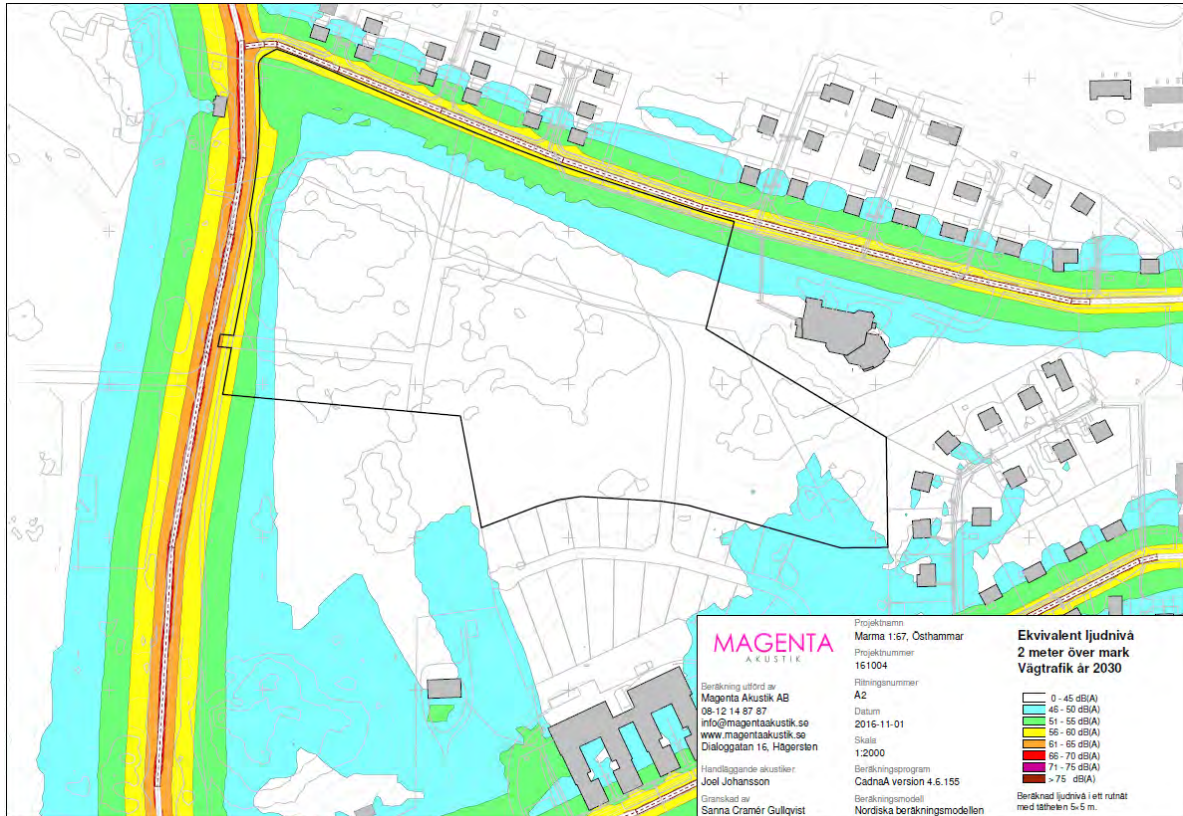 MAGENTA
AKUSTIK
Beräkning utförd av
Magenta Akustik AB
08-12 14 87 87
info@magentaakustik.se
www.magentaakustik.se
Dialoggatan 16, Hägersten
Handläggande akustiker
Joel Johansson
Granskad av
Sanna Cramér Gullqvist
Projektnamn
Marma 1:67, Östhammar
Projektnummer
161004
Ritningsnummer
A2
Datum
2016-11-01
Skala
1:2000
Beräkningsprogram
CadnaA version 4.6.155
Beräkningsmodell
Nordiska beräkningsmodellen
Ekvivalent ljudnivå
2 meter över mark
Vägtrafik år 2030
0 - 45 dB(A)
46 - 50 dB(A)
51 - 55 dB(A)
56 - 60 dB(A)
61 - 65 dB(A)
66 - 70 dB(A)
71 - 75 dB(A)
> 75 dB(A)
Beräknad ljudnivå i ett rutnät
med tätheten 5×5 m.